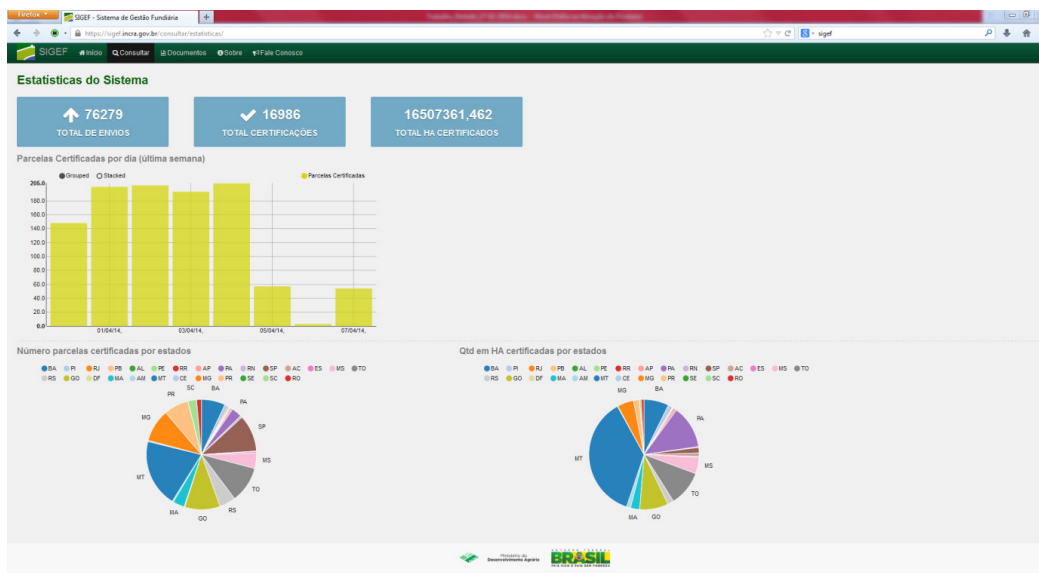 Firefox
SIGEF - Sistema de Gestão Fundiária
+
https://sigef.incra.gov.br/consultar/estatisticas/
sigef
SIGEF Início Consultar Documentos Sobre Fale Conosco
Estatísticas do Sistema
76279
TOTAL DE ENVIOS
16986
TOTAL CERTIFICAÇÕES
16507361,462
TOTAL HA CERTIFICADOS
Parcelas Certificadas por dia (última semana)
Grouped Stacked Parcelas Certificadas
205.0
180.0
160.0
140.0
120.0
100.0
80.0
60.0
40.0
20.0
0.0
01/04/14, 03/04/14, 05/04/14, 07/04/14,
Número parcelas certificadas por estados
BA PI RJ PB AL PE RR AP PA RN SP AC ES MS TO
RS GO DF MA AM MT CE MG PR SE SC RO
SC BA
PR PA
MG SP
MS
MT TO
MA GO RS
Qtd em HA certificadas por estados
BA PI RJ PB AL PE RR AP PA RN SP AC ES MS TO
RS GO DF MA AM MT CE MG PR SE SC RO
MG BA
PA
MT MS
TO
MA GO
Ministério do
Desenvolvimento Agrário
BRASIL